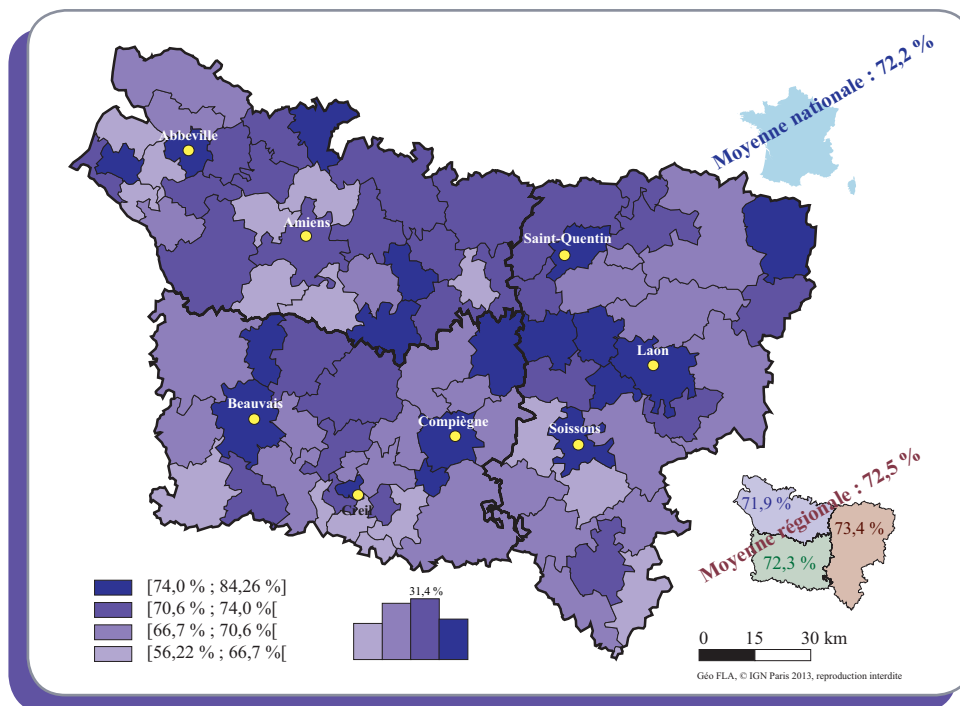 Moyenne nationale : 72,2 %
Abbeville
Amiens
Saint-Quentin
Laon
Beauvais
Compiègne
Soissons
Creil
Moyenne régionale : 72,5 %
71,9 %
73,4 %
72,3 %
[74,0 % ; 84,26 %]
[70,6 % ; 74,0 %[
[66,7 % ; 70,6 %[
[56,22 % ; 66,7 %[
31,4 %
0 15 30 km
Géo FLA, © IGN Paris 2013, reproduction interdite